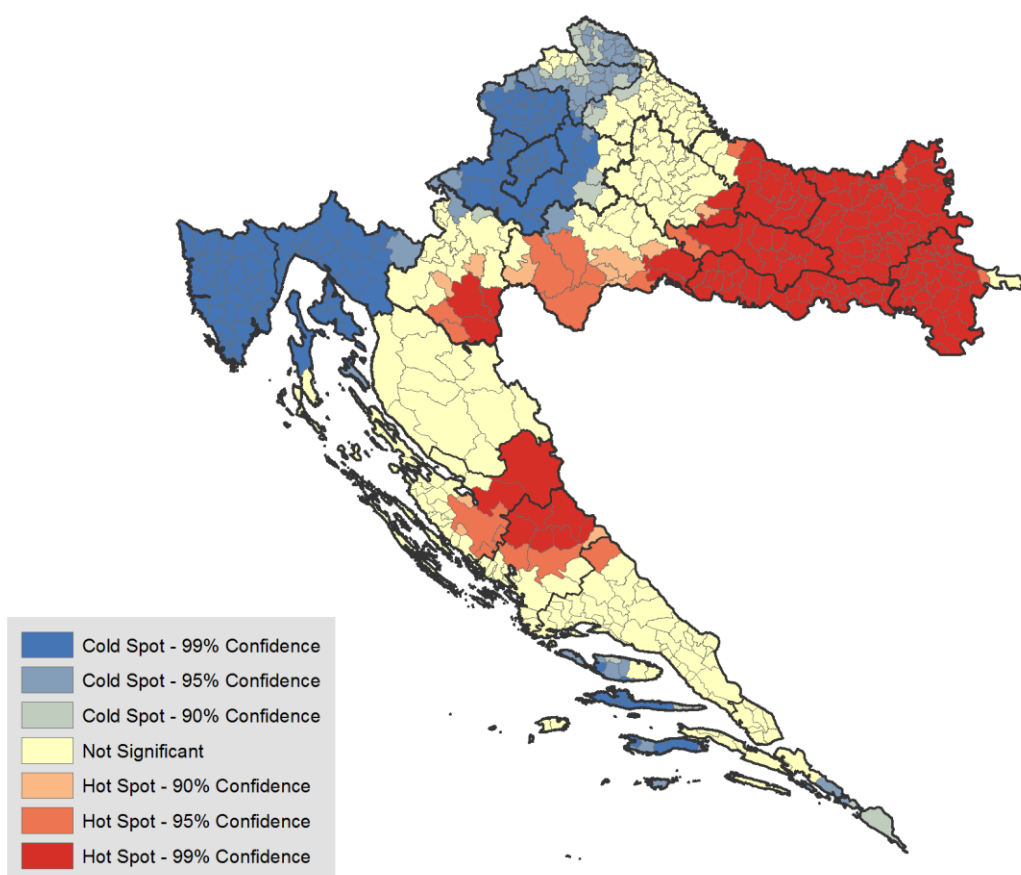 Cold Spot - 99% Confidence
Cold Spot - 95% Confidence
Cold Spot - 90% Confidence
Not Significant
Hot Spot - 90% Confidence
Hot Spot - 95% Confidence
Hot Spot - 99% Confidence